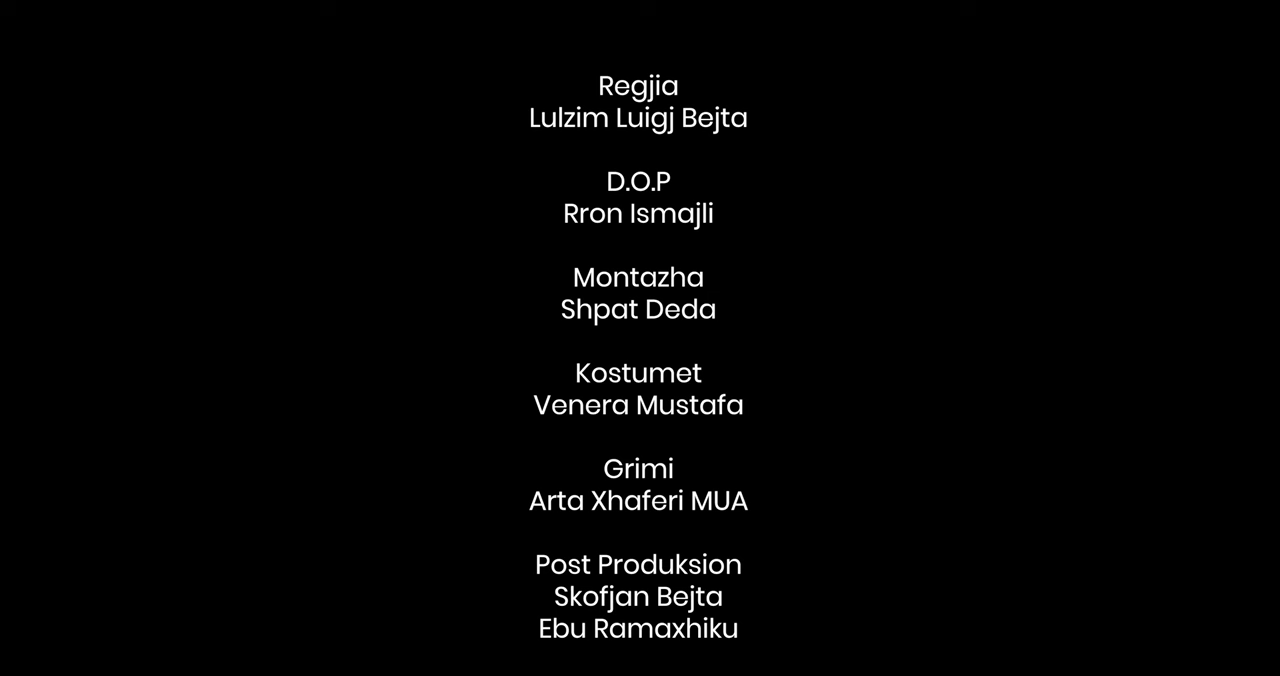 Regjia
Lulzim Luigj Bejta
D.O.P
Rron Ismajli
Montazha
Shpat Deda
Kostumet
Venera Mustafa
Grimi
Arta Xhaferi MUA
Post Produksion
Skofjan Bejta
Ebu Ramaxhiku